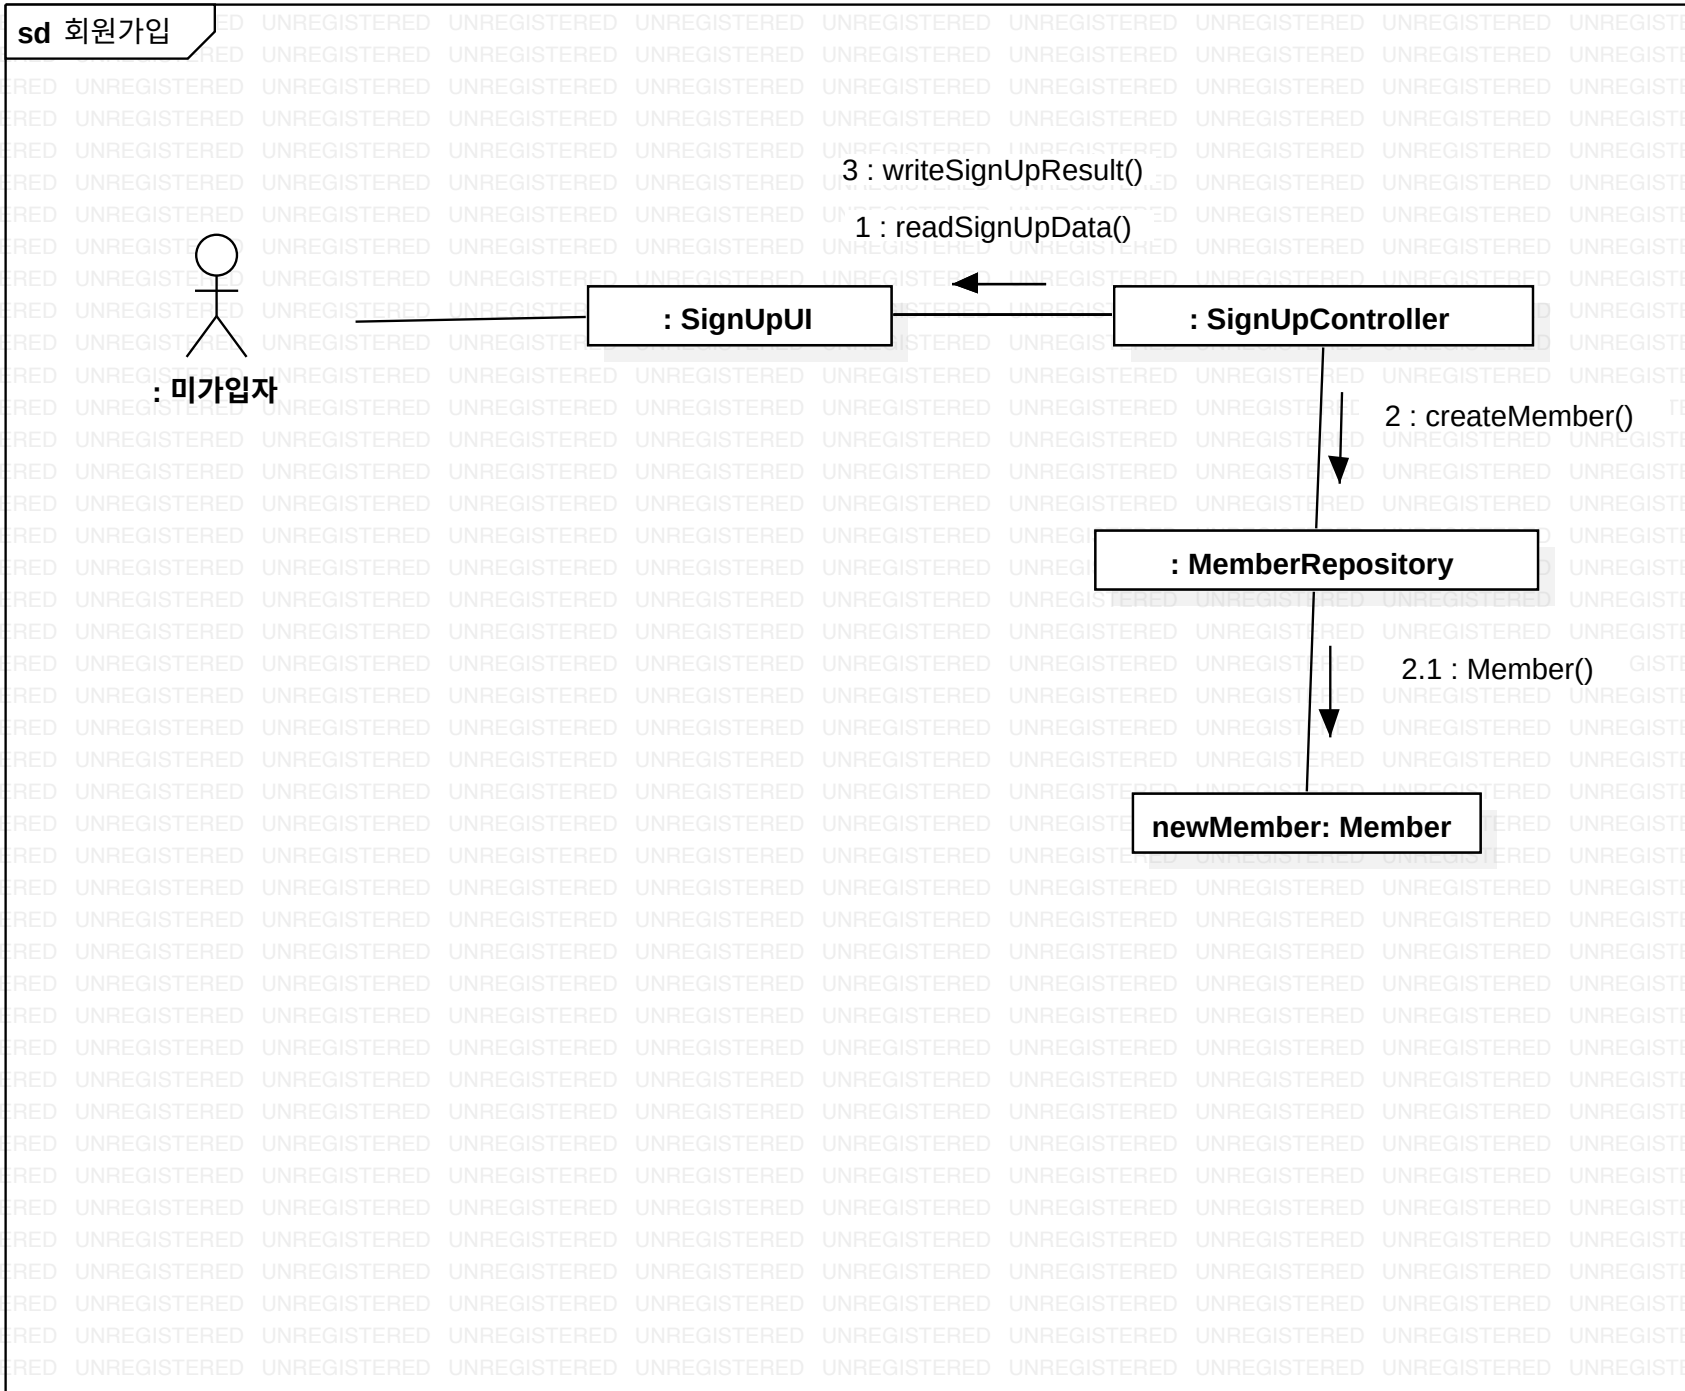 sd 회원가입
3 : writeSignUpResult()
1 : readSignUpData()
: SignUpUI
: SignUpController
: 미가입자
2 : createMember()
: MemberRepository
2.1 : Member()
newMember: Member
UNREGISTERED